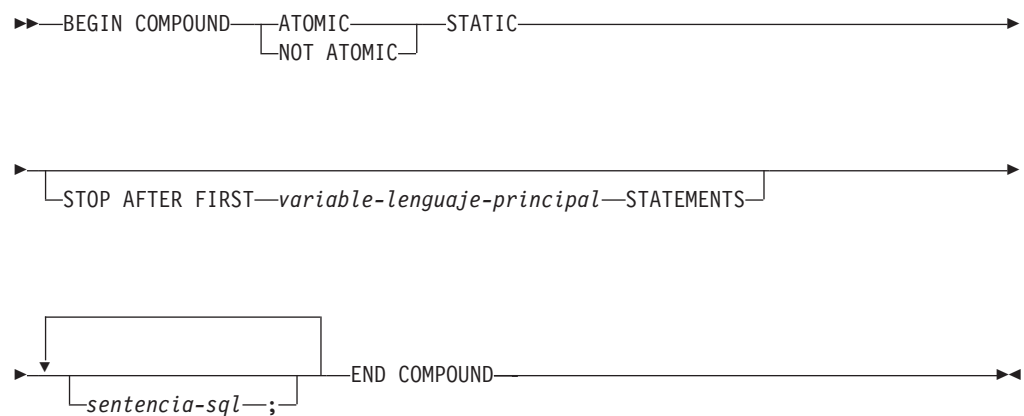 BEGIN COMPOUND ATOMIC STATIC
NOT ATOMIC
STOP AFTER FIRST variable-lenguaje-principal STATEMENTS
END COMPOUND
sentencia-sql ;